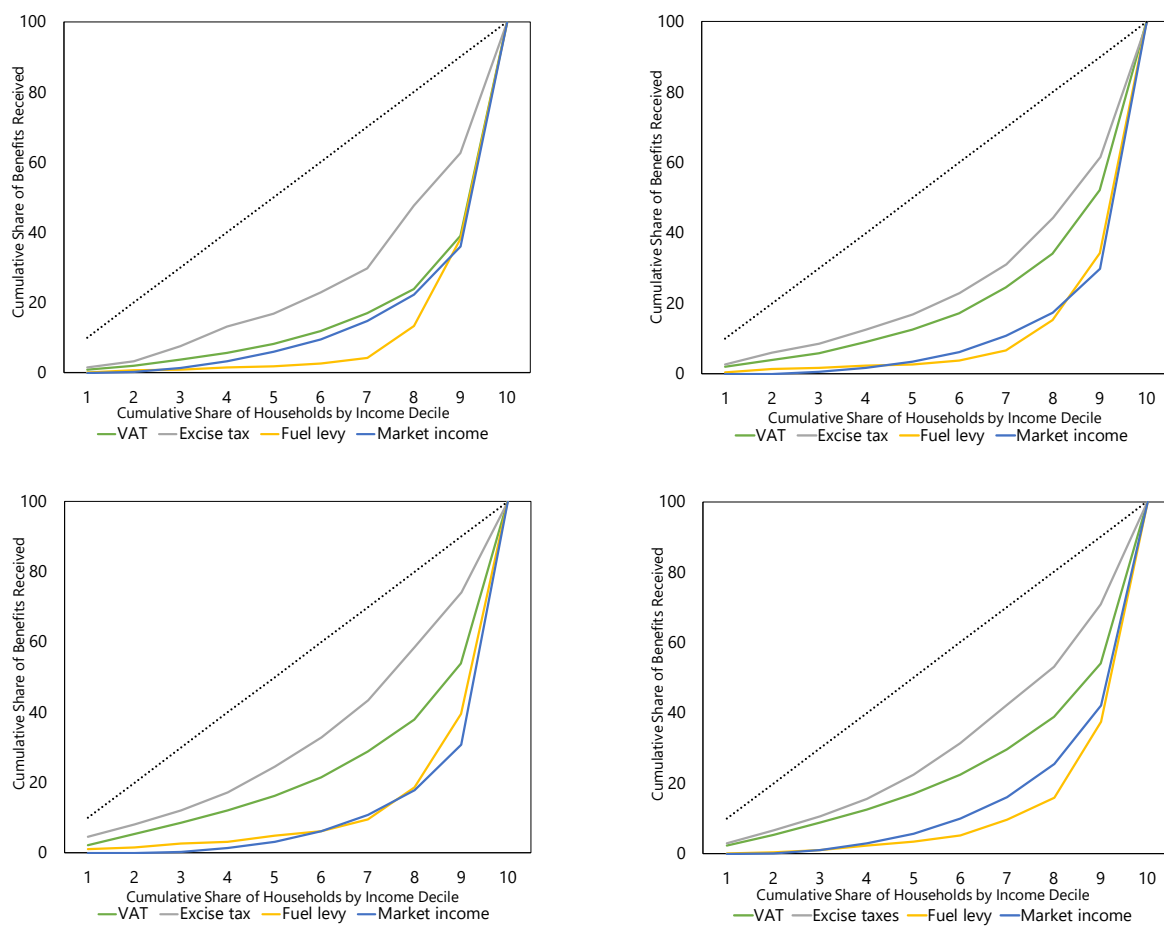 100
80
60
40
20
0
Cumulative Share of Benefits Received
1 2 3 4 5 6 7 8 9 10
Cumulative Share of Households by Income Decile
VAT Excise tax Fuel levy Market income
100
80
60
40
20
0
Cumulative Share of Benefits Received
1 2 3 4 5 6 7 8 9 10
Cumulative Share of Households by Income Decile
VAT Excise tax Fuel levy Market income
100
80
60
40
20
0
Cumulative Share of Benefits Received
1 2 3 4 5 6 7 8 9 10
Cumulative Share of Households by Income Decile
VAT Excise tax Fuel levy Market income
100
80
60
40
20
0
Cumulative Share of Benefits Received
1 2 3 4 5 6 7 8 9 10
Cumulative Share of Households by Income Decile
VAT Excise taxes Fuel levy Market income